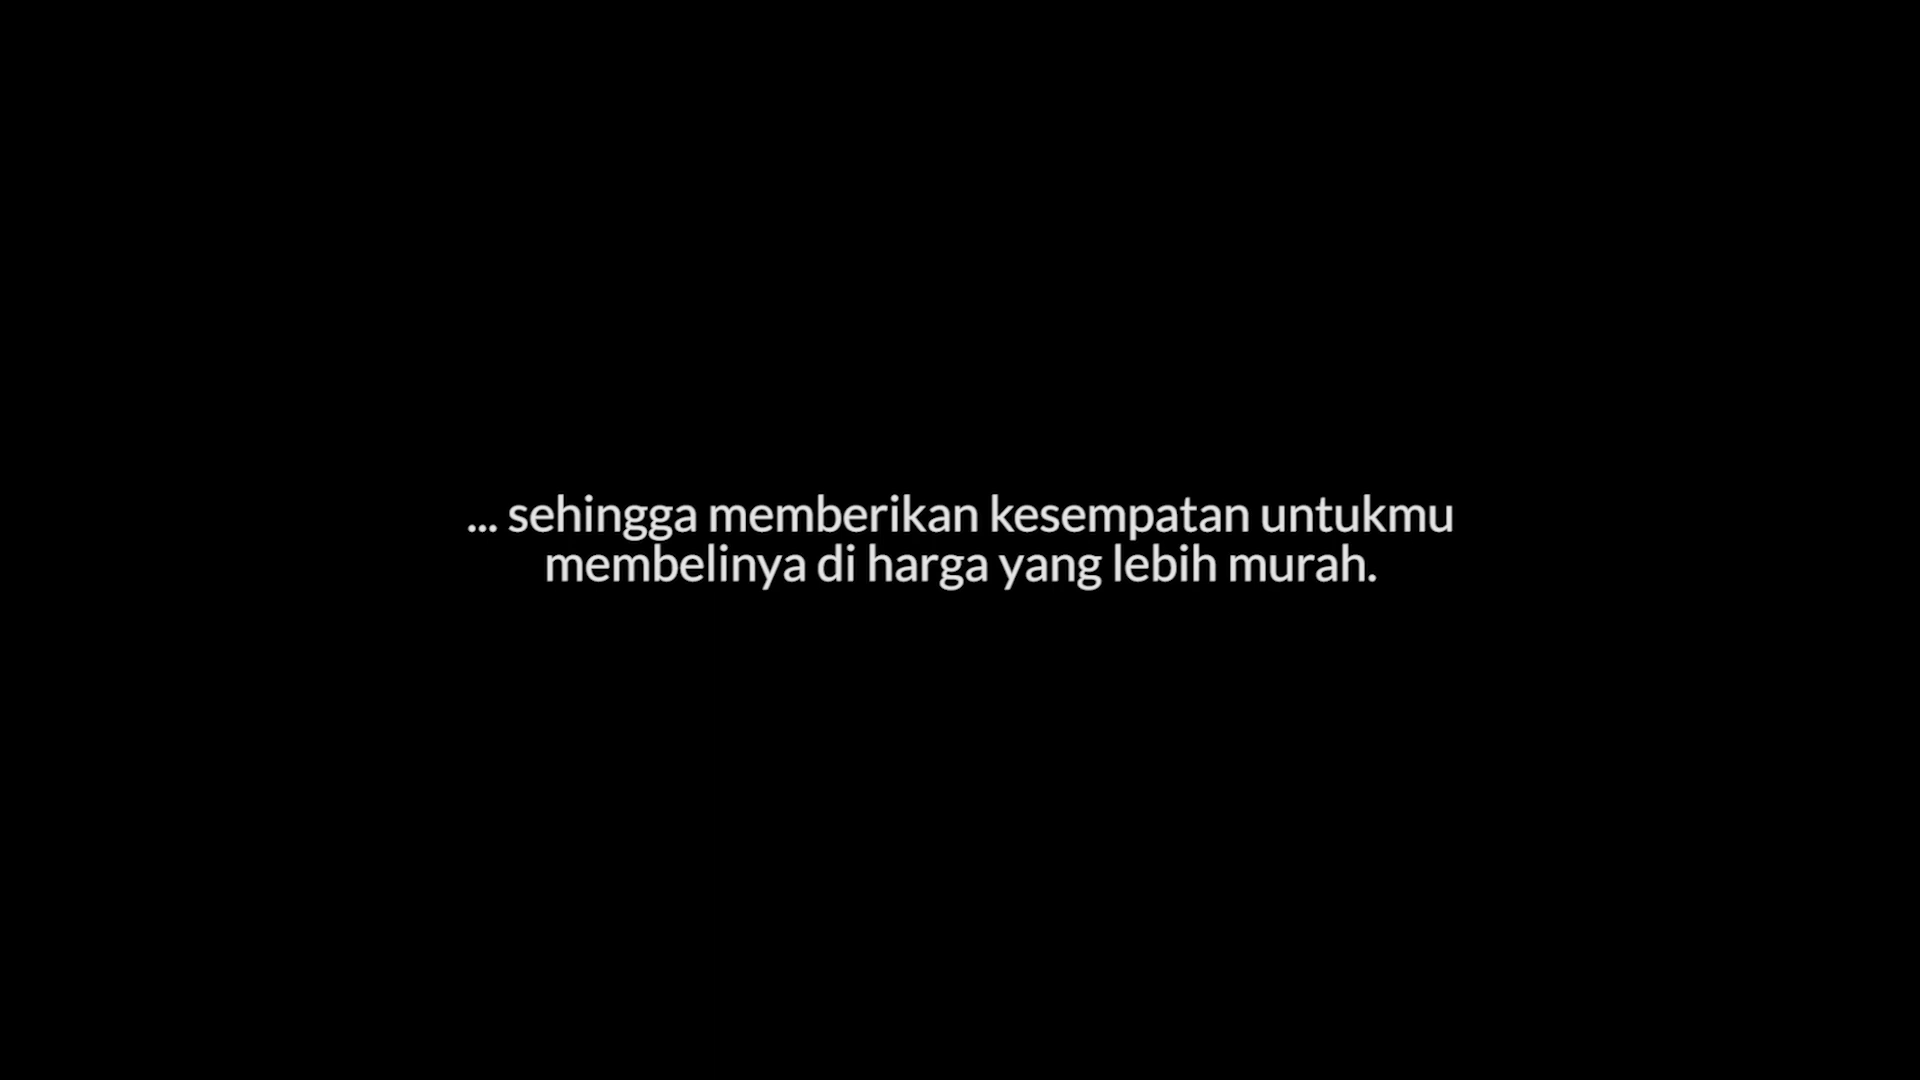 ... sehingga memberikan kesempatan untukmu
membelinya di harga yang lebih murah.